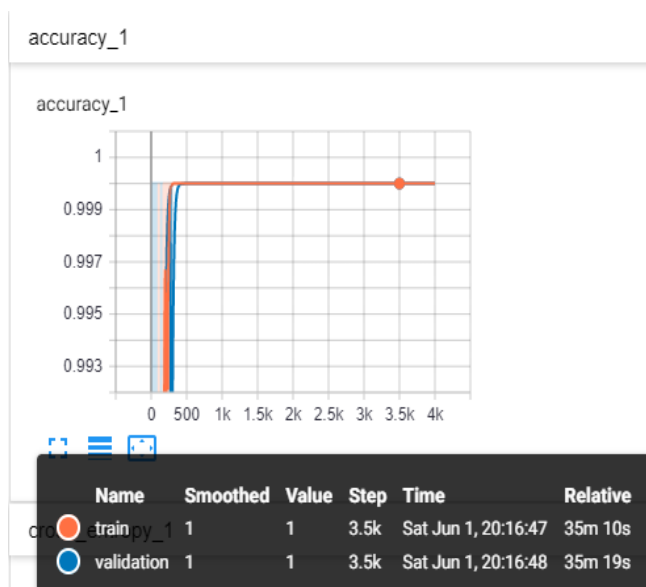 accuracy_1
accuracy_1
1
0.999
0.997
0.995
0.993
0 500 1k 1.5k 2k 2.5k 3k 3.5k 4k
Name Smoothed Value Step Time Relative
cross_entropy_1
train 1 1 3.5k Sat Jun 1, 20:16:47 35m 10s
validation 1 1 3.5k Sat Jun 1, 20:16:48 35m 19s